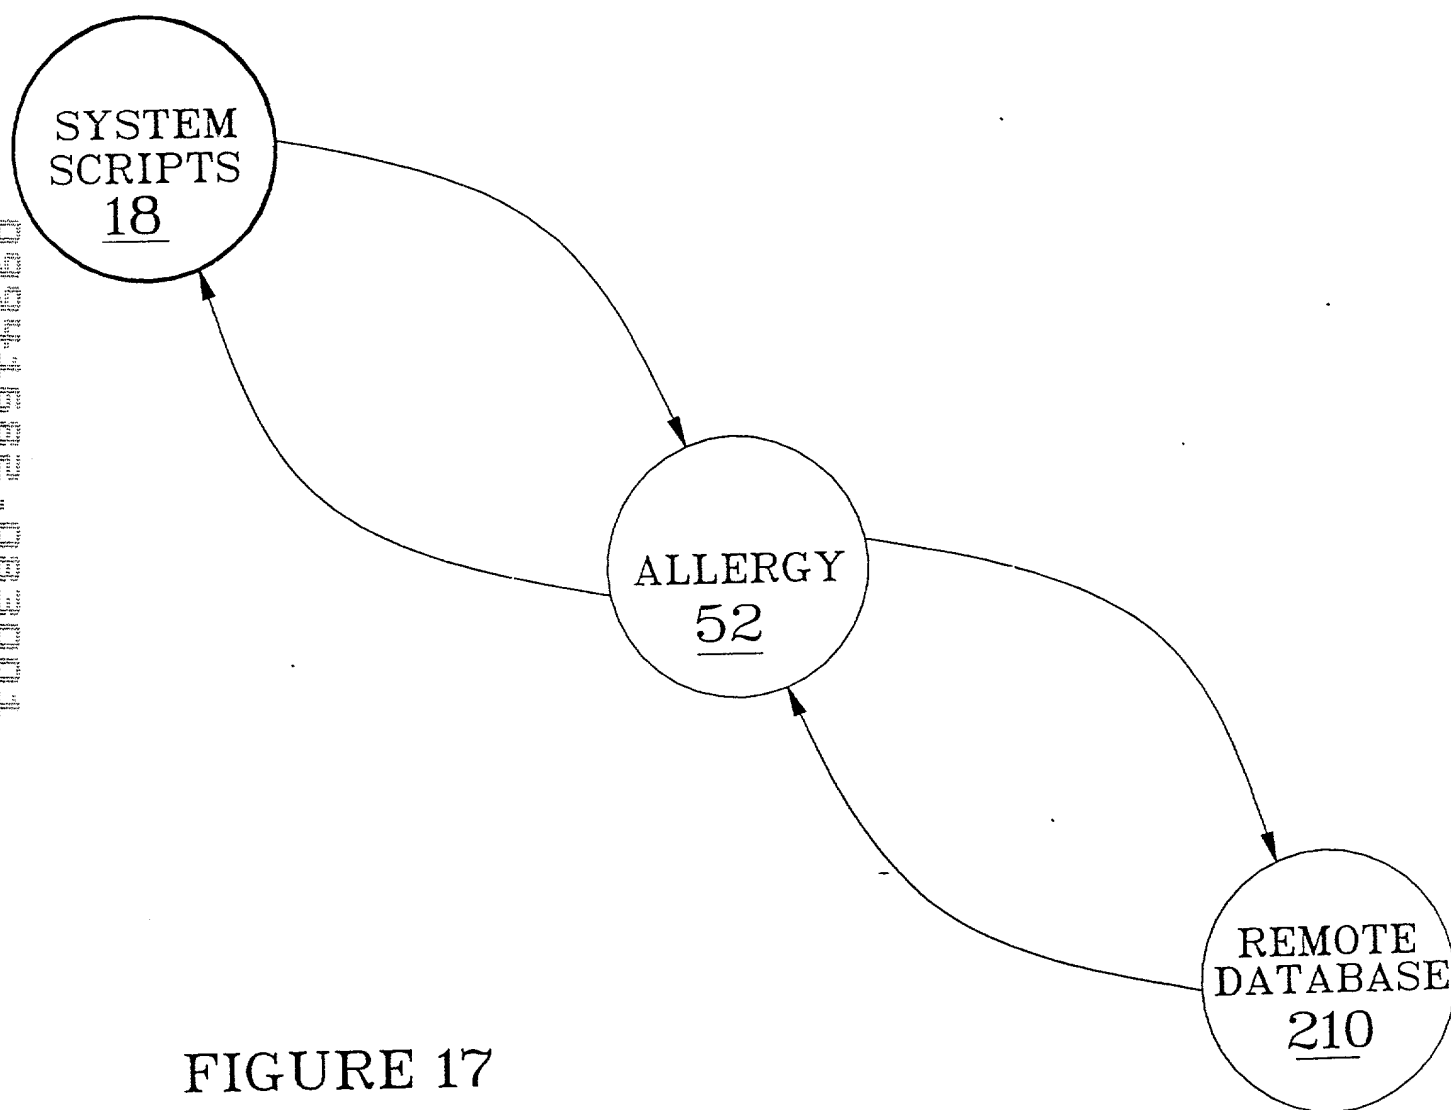 SYSTEM
SCRIPTS
18
ALLERGY
52
REMOTE
DATABASE
210
FIGURE 17